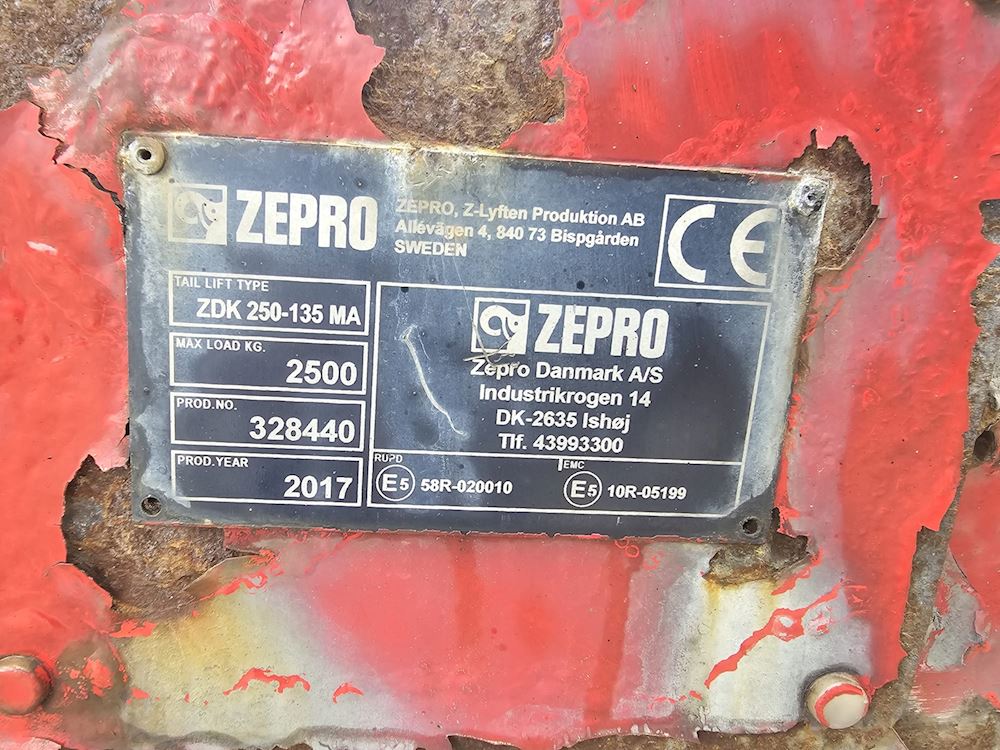 ZEPRO
ZEPRO, Z-Lyften Produktion AB
Allévägen 4, 840 73 Bispgården
SWEDEN
CE
TAIL LIFT TYPE
ZDK 250-135 MA
MAX LOAD KG.
2500
PROD.NO.
328440
PROD.YEAR
2017
ZEPRO
Zepro Danmark A/S
Industrikrogen 14
DK-2635 Ishøj
Tlf. 43993300
RUPD
E5 58R-020010
EMC
E5 10R-05199